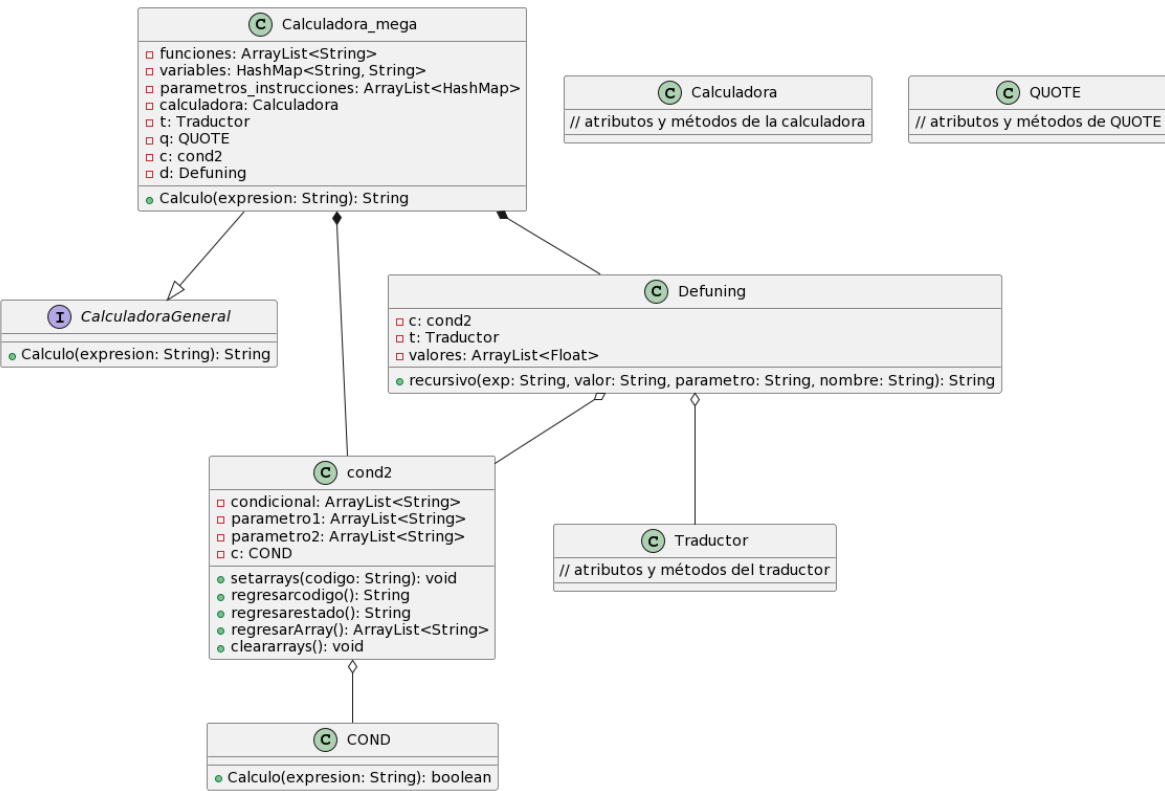 C Calculadora_mega
funciones: ArrayList<String>
variables: HashMap<String, String>
parametros_instrucciones: ArrayList<HashMap>
calculadora: Calculadora
t: Traductor
q: QUOTE
c: cond2
d: Defuning
Calculo(expresion: String): String
C Calculadora
// atributos y métodos de la calculadora
C QUOTE
// atributos y métodos de QUOTE
I CalculadoraGeneral
Calculo(expresion: String): String
C Defuning
c: cond2
t: Traductor
valores: ArrayList<Float>
recursivo(exp: String, valor: String, parametro: String, nombre: String): String
C cond2
condicional: ArrayList<String>
parametro1: ArrayList<String>
parametro2: ArrayList<String>
c: COND
setarrays(codigo: String): void
regresarcodigo(): String
regresarestado(): String
regresarArray(): ArrayList<String>
cleararrays(): void
C Traductor
// atributos y métodos del traductor
C COND
Calculo(expresion: String): boolean